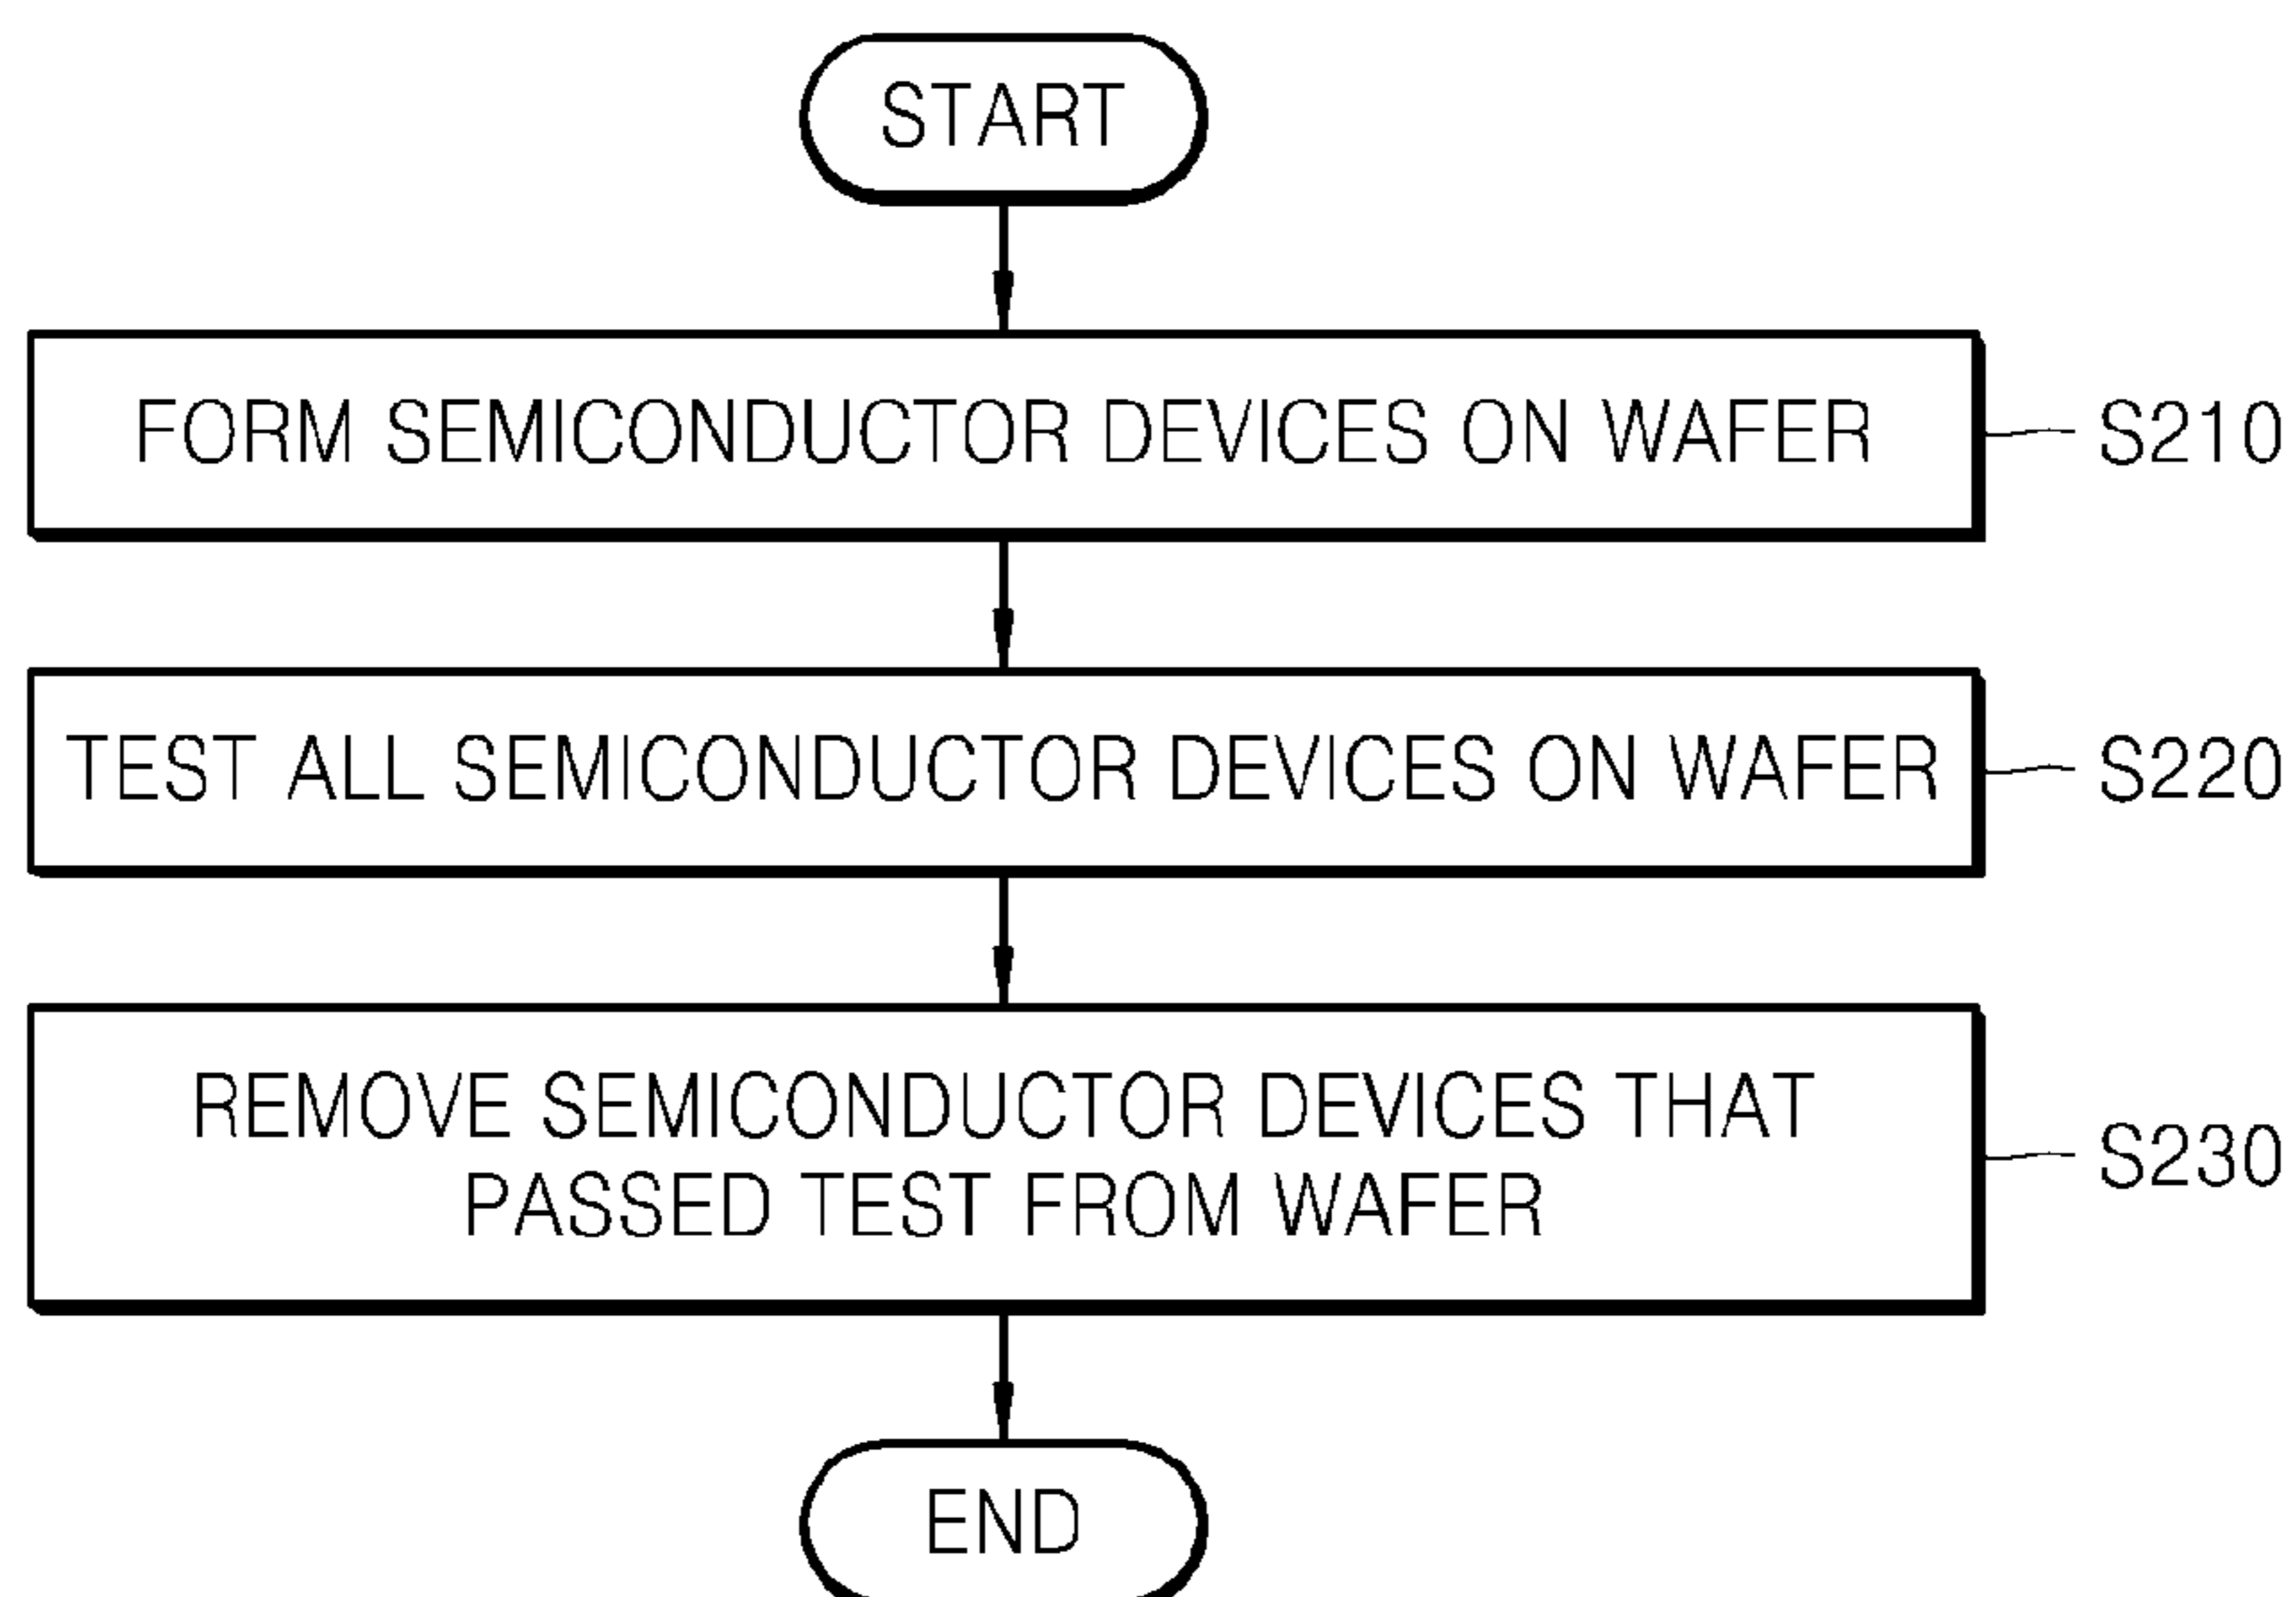 START
FORM SEMICONDUCTOR DEVICES ON WAFER
S210
TEST ALL SEMICONDUCTOR DEVICES ON WAFER
S220
REMOVE SEMICONDUCTOR DEVICES THAT
PASSED TEST FROM WAFER
S230
END